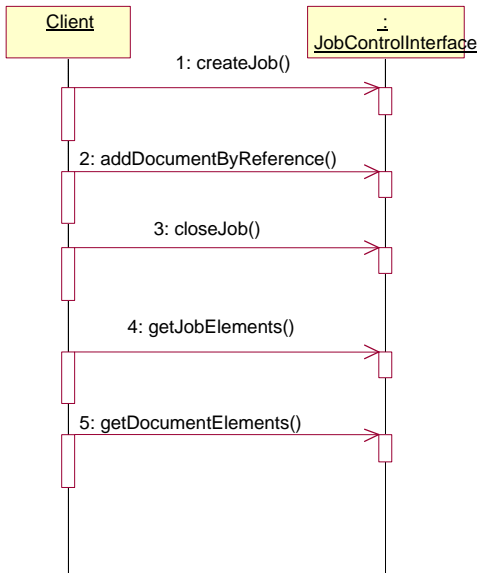 Client
:
JobControlInterface
1: createJob()
2: addDocumentByReference()
3: closeJob()
4: getJobElements()
5: getDocumentElements()